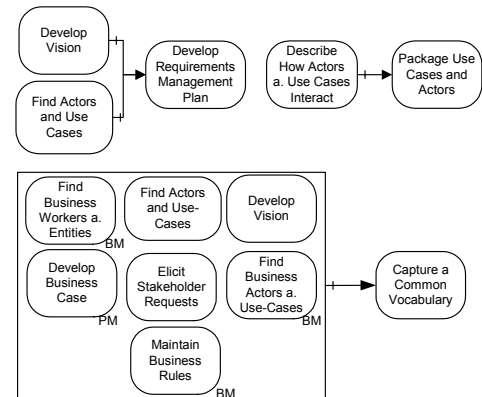 Develop
Vision
Find Actors
and Use
Cases
Develop
Requirements
Management
Plan
Describe
How Actors
a. Use Cases
Interact
Package Use
Cases and
Actors
Find
Business
Workers a.
Entities
BM
Find Actors
and Use-
Cases
Develop
Vision
Develop
Business
Case
PM
Elicit
Stakeholder
Requests
Find
Business
Actors a.
Use-Cases
BM
Maintain
Business
Rules
BM
Capture a
Common
Vocabulary